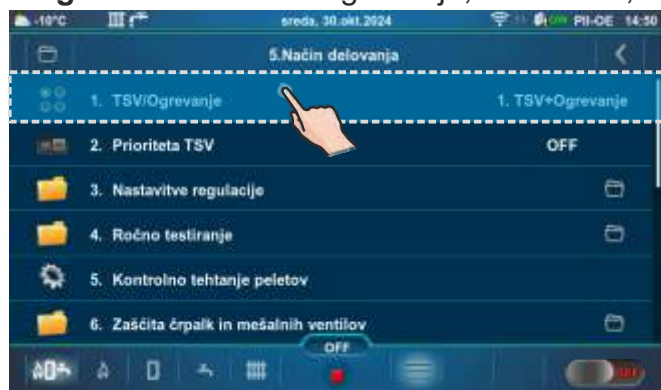 -10°C sreda, 30.okt.2024 PII-OE 14:50
5.Način delovanja
1. TSV/Ogrevanje 1. TSV+Ogrevanje
2. Prioriteta TSV OFF
3. Nastavitve regulacije
4. Ročno testiranje
5. Kontrolno tehtanje peletov
6. Zaščita črpalk in mešalnih ventilov
OFF
OFF